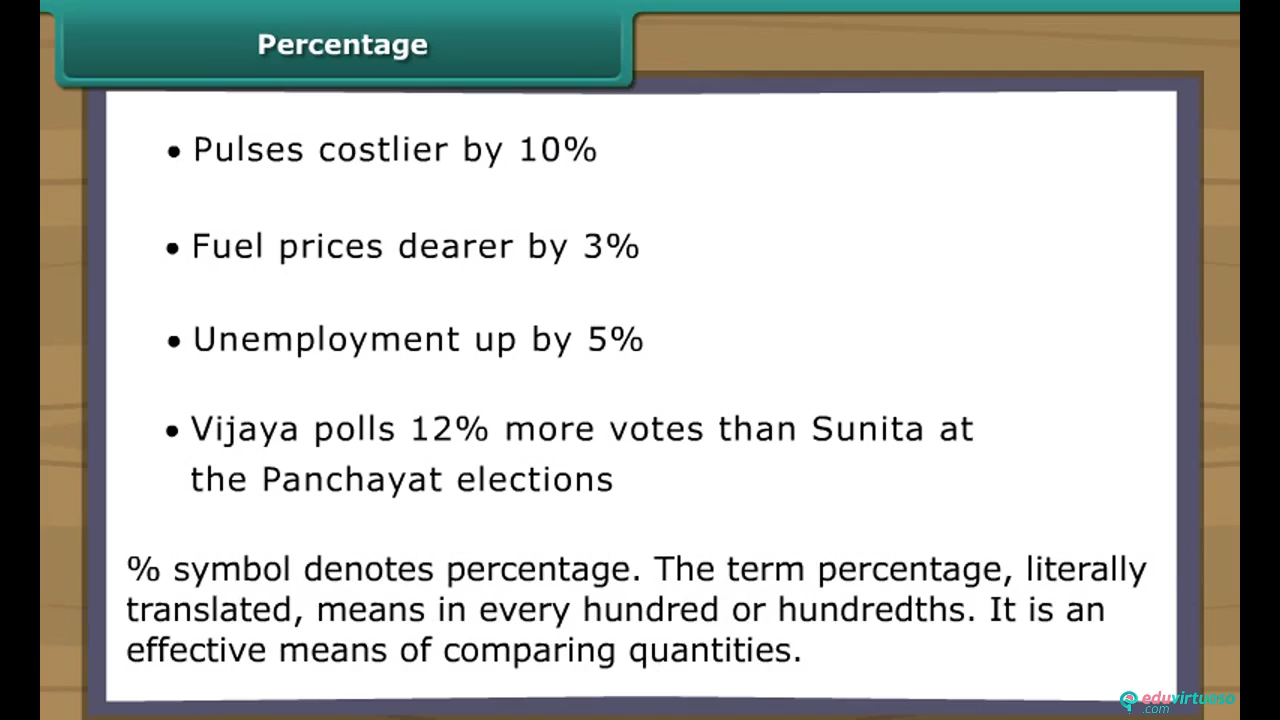 Percentage
• Pulses costlier by 10%
• Fuel prices dearer by 3%
• Unemployment up by 5%
• Vijaya polls 12% more votes than Sunita at
the Panchayat elections
% symbol denotes percentage. The term percentage, literally
translated, means in every hundred or hundredths. It is an
effective means of comparing quantities.
eduvirtuoso
.com